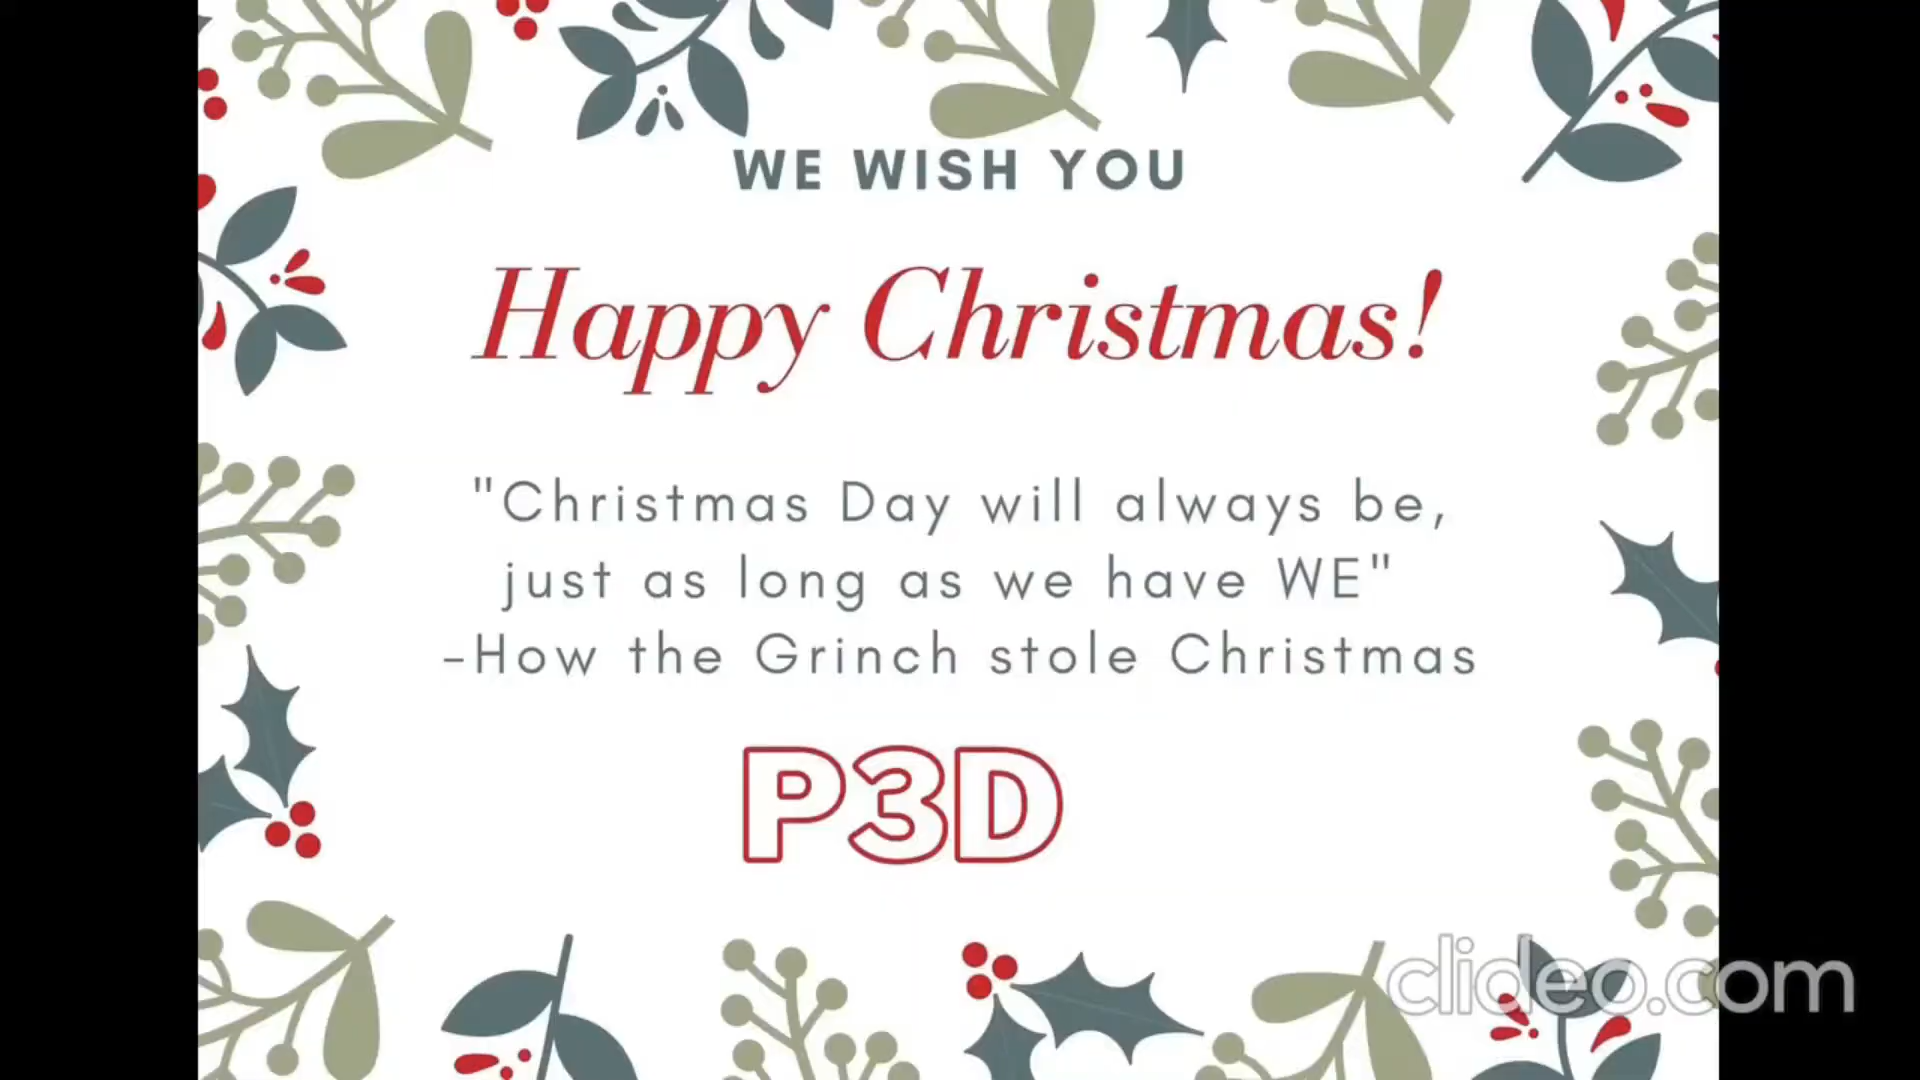 WE WISH YOU
Happy Christmas!
"Christmas Day will always be,
just as long as we have WE"
-How the Grinch stole Christmas
P3D
clideo.com